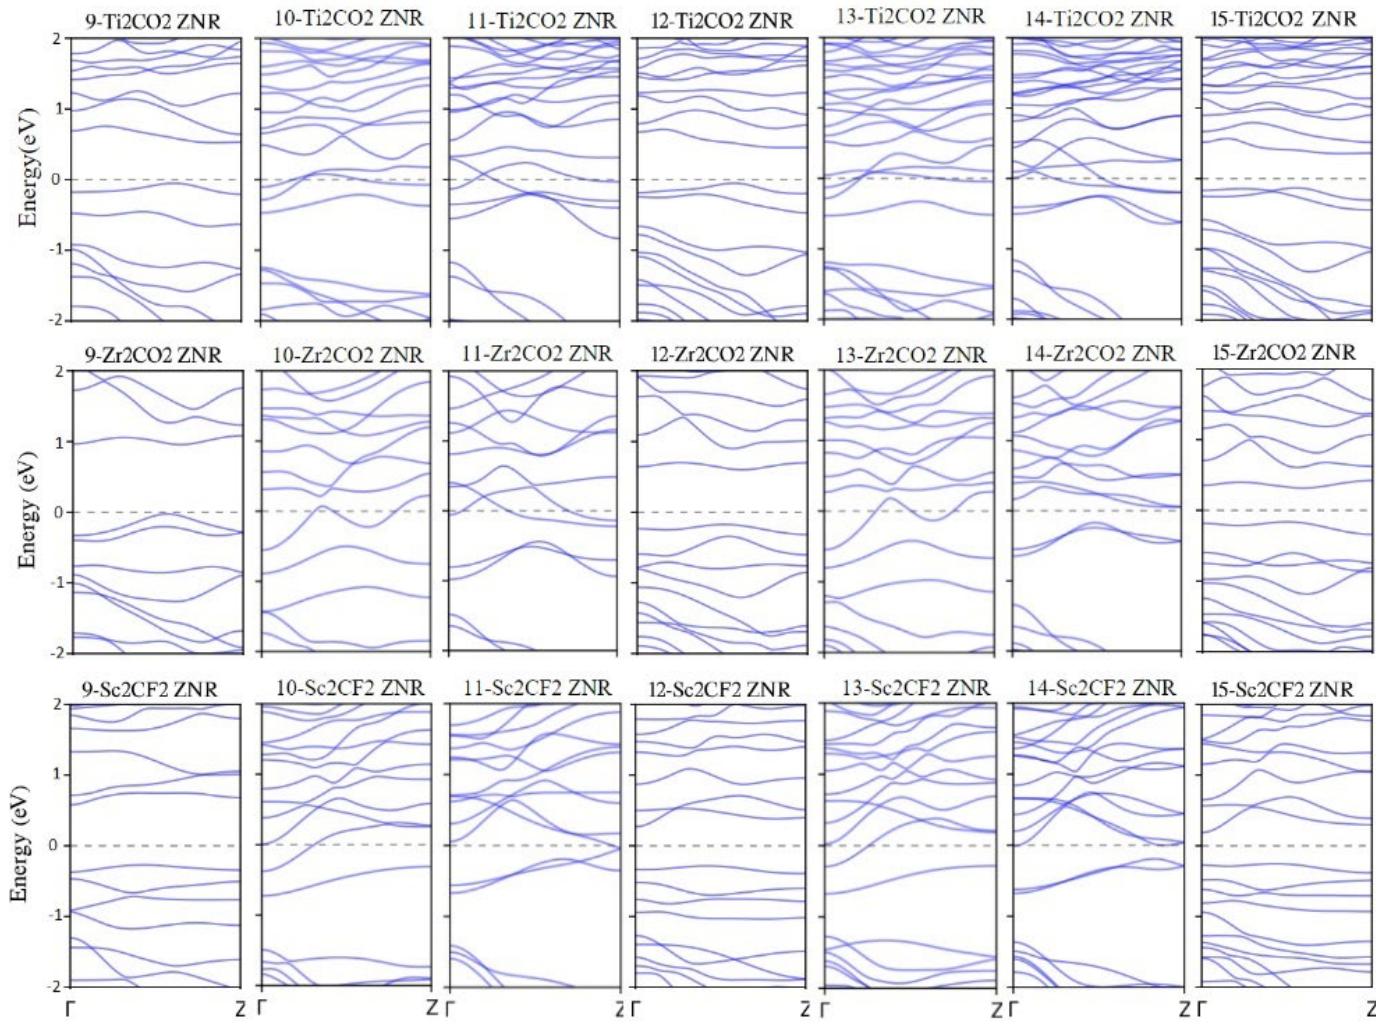 9-Ti2CO2 ZNR 10-Ti2CO2 ZNR 11-Ti2CO2 ZNR 12-Ti2CO2 ZNR 13-Ti2CO2 ZNR 14-Ti2CO2 ZNR 15-Ti2CO2 ZNR
2
1
0
-1
-2
Energy(eV)
9-Zr2CO2 ZNR 10-Zr2CO2 ZNR 11-Zr2CO2 ZNR 12-Zr2CO2 ZNR 13-Zr2CO2 ZNR 14-Zr2CO2 ZNR 15-Zr2CO2 ZNR
2
1
0
-1
-2
Energy (eV)
9-Sc2CF2 ZNR 10-Sc2CF2 ZNR 11-Sc2CF2 ZNR 12-Sc2CF2 ZNR 13-Sc2CF2 ZNR 14-Sc2CF2 ZNR 15-Sc2CF2 ZNR
2
1
0
-1
-2
Energy (eV)
Γ Z Γ Z Γ Z Γ Z Γ Z Γ Z Γ Z